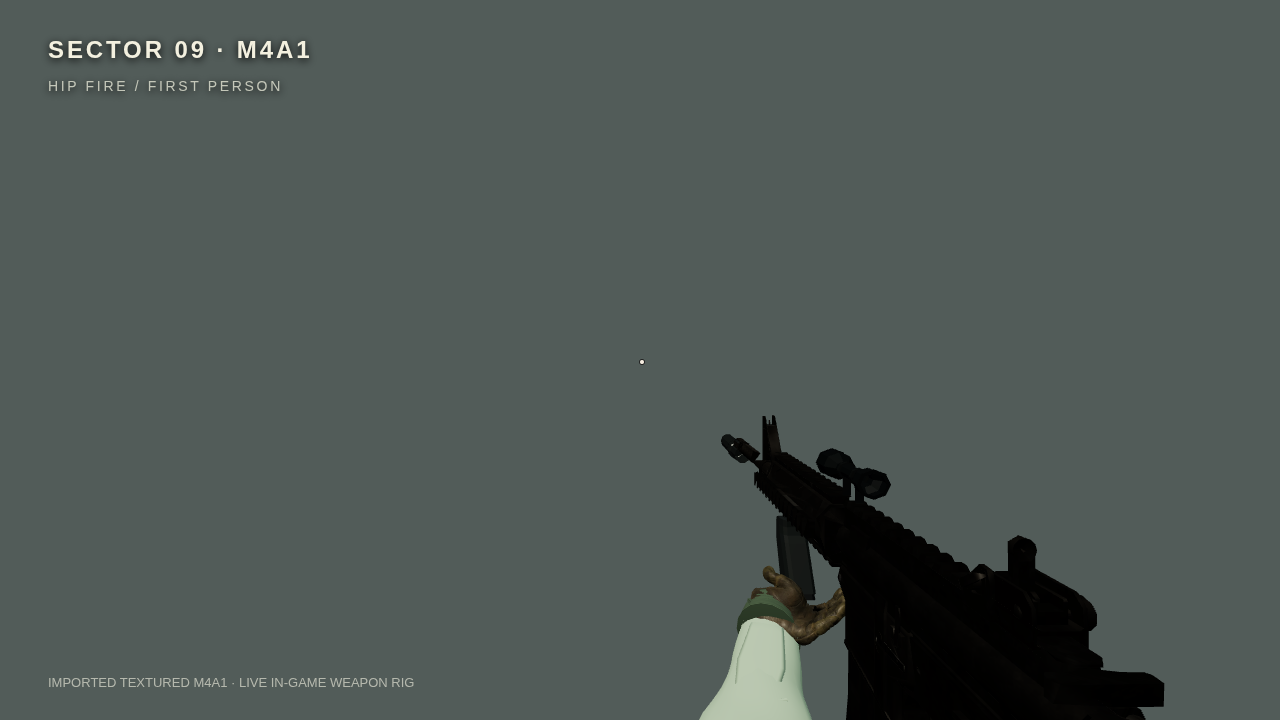 SECTOR 09 · M4A1
HIP FIRE / FIRST PERSON
IMPORTED TEXTURED M4A1 · LIVE IN-GAME WEAPON RIG